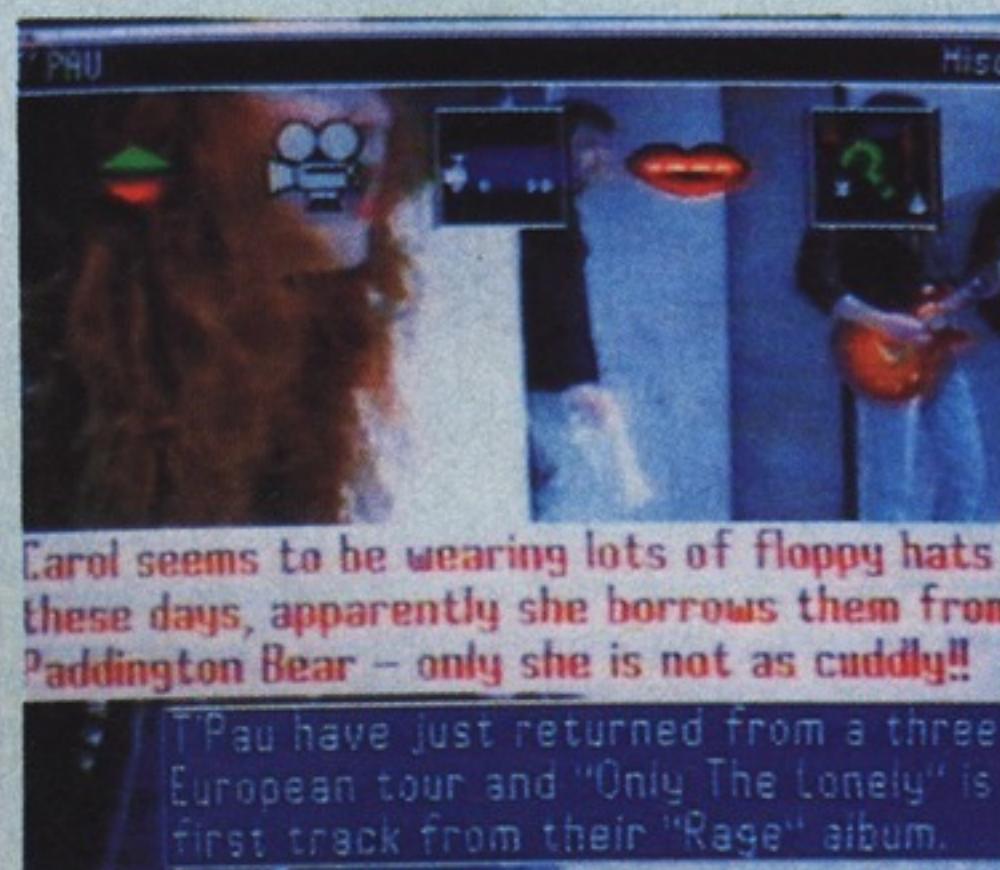 T'PAU Misc
Carol seems to be wearing lots of floppy hats
these days, apparently she borrows them from
Paddington Bear – only she is not as cuddly!!
T'Pau have just returned from a three
European tour and "Only The Lonely" is
first track from their "Rage" album.